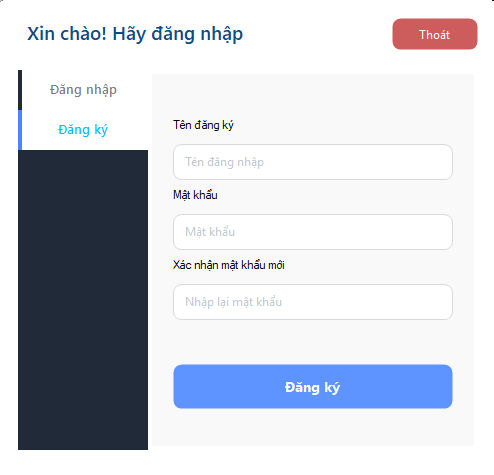 Xin chào! Hãy đăng nhập
Thoát
Đăng nhập
Đăng ký
Tên đăng ký
Tên đăng nhập
Mật khẩu
Mật khẩu
Xác nhận mật khẩu mới
Nhập lại mật khẩu
Đăng ký